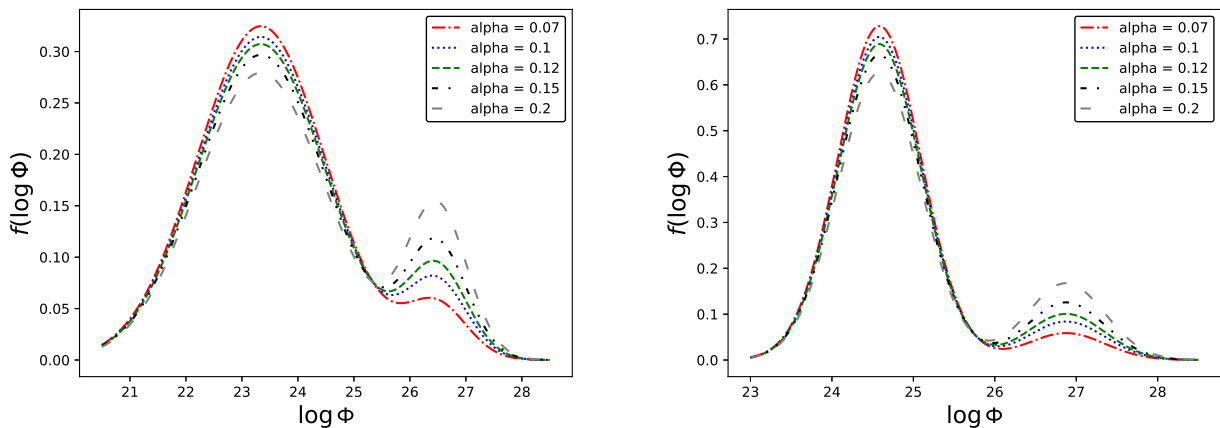 f(log Φ)
0.30
0.25
0.20
0.15
0.10
0.05
0.00
alpha = 0.07
alpha = 0.1
alpha = 0.12
alpha = 0.15
alpha = 0.2
21 22 23 24 25 26 27 28
log Φ
f(log Φ)
0.7
0.6
0.5
0.4
0.3
0.2
0.1
0.0
alpha = 0.07
alpha = 0.1
alpha = 0.12
alpha = 0.15
alpha = 0.2
23 24 25 26 27 28
log Φ